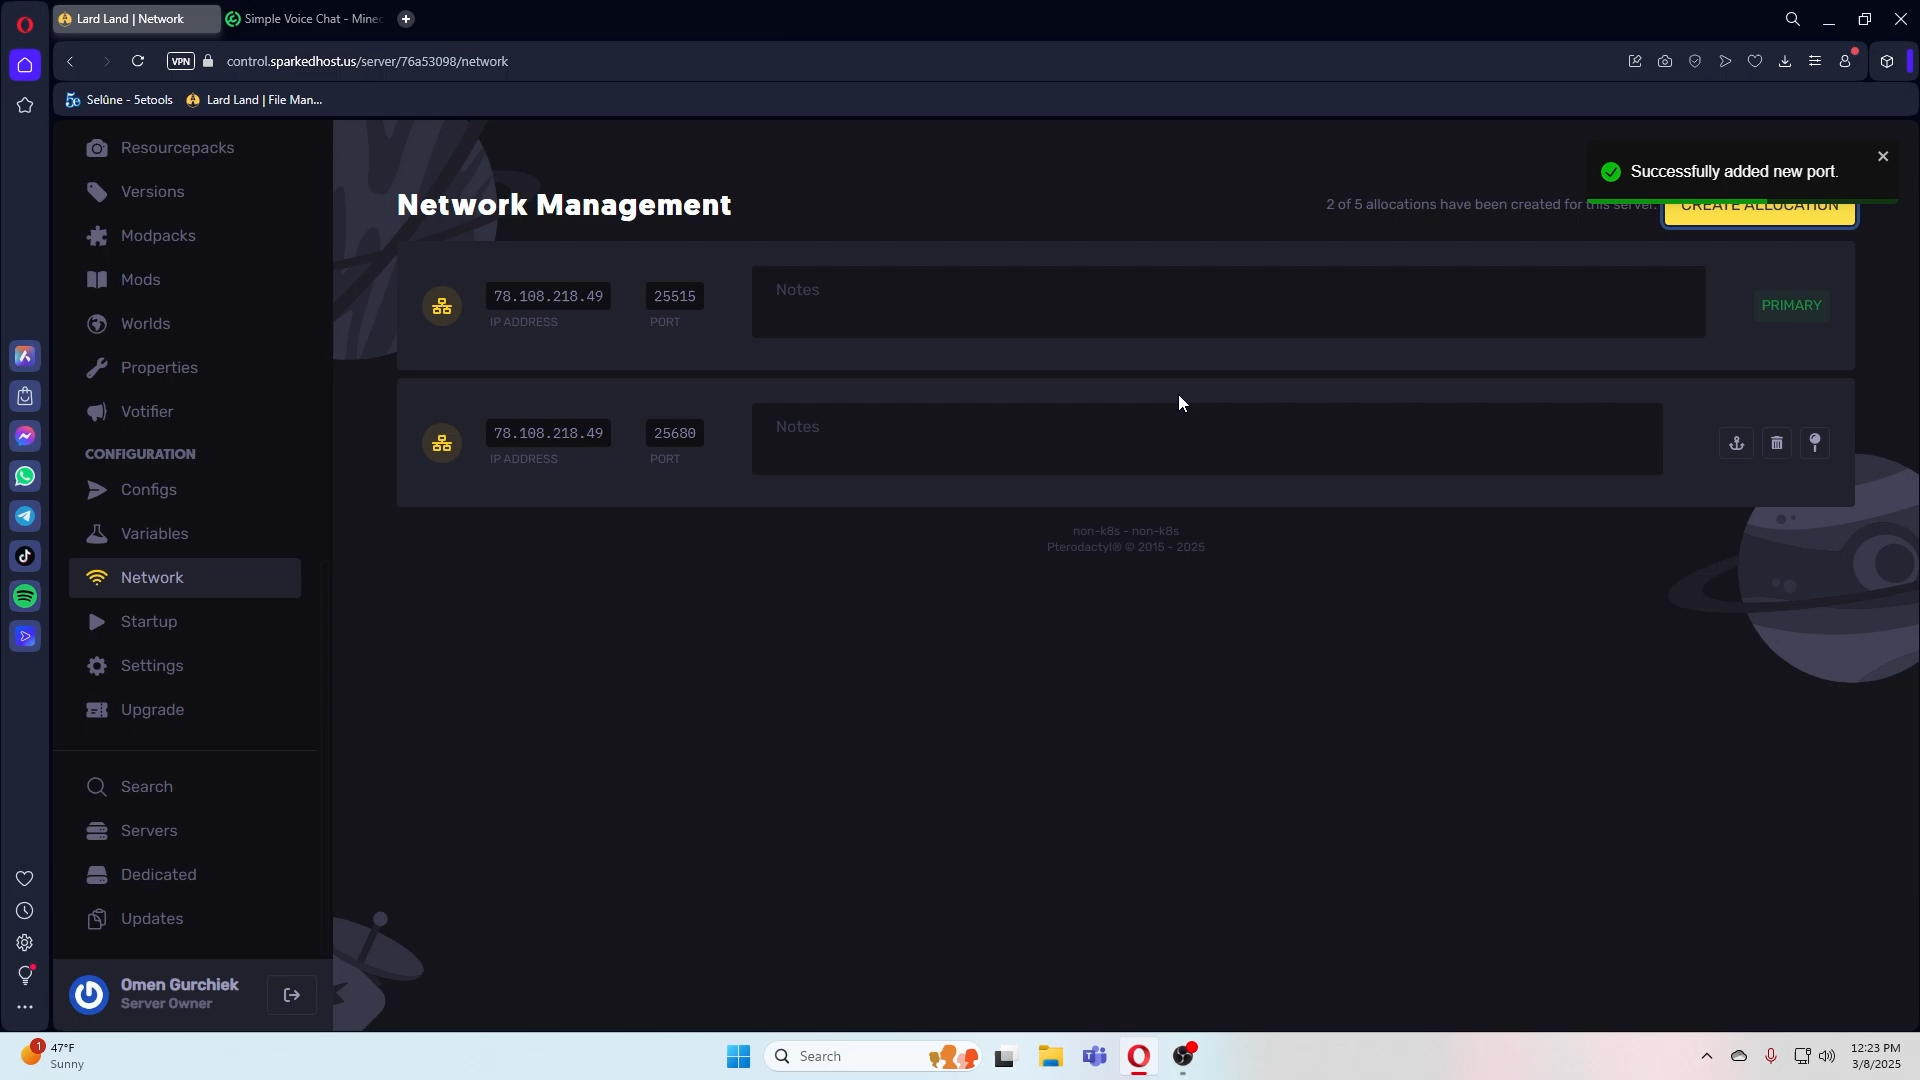 Lard Land | Network
Simple Voice Chat - Minec
VPN
control.sparkedhost.us/server/76a53098/network
5e Selûne - 5etools
Lard Land | File Man...
Resourcepacks
Versions
Modpacks
Mods
Worlds
Properties
Votifier
CONFIGURATION
Configs
Variables
Network
Startup
Settings
Upgrade
Search
Servers
Dedicated
Updates
Omen Gurchiek
Server Owner
Network Management
2 of 5 allocations have been created for this server.
CREATE ALLOCATION
Successfully added new port.
78.108.218.49
IP ADDRESS
25515
PORT
Notes
PRIMARY
78.108.218.49
IP ADDRESS
25680
PORT
Notes
non-k8s - non-k8s
Pterodactyl® © 2015 - 2025
1
47°F
Sunny
Search
12:23 PM
3/8/2025